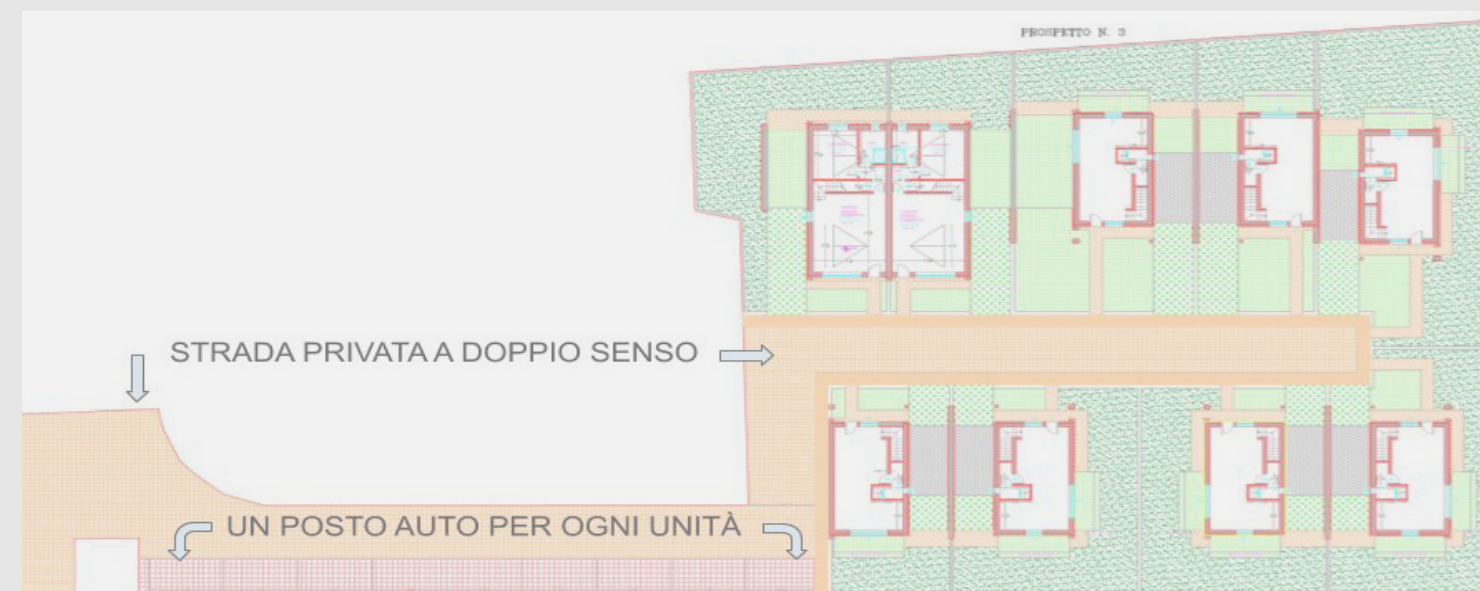 PROSPETTO N. 3
STRADA PRIVATA A DOPPIO SENSO
UN POSTO AUTO PER OGNI UNITÀ